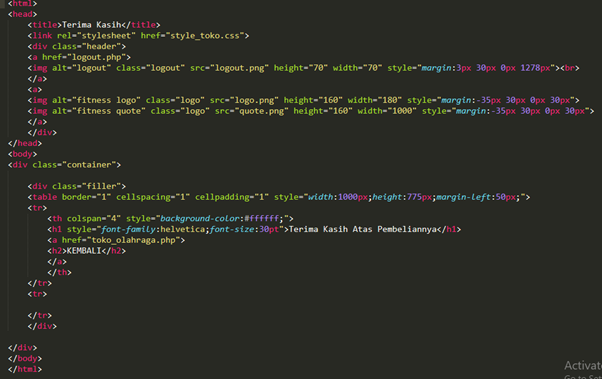 <html>
<head>
<title>Terima Kasih</title>
<link rel="stylesheet" href="style_toko.css">
<div class="header">
<a href="logout.php">
<img alt="logout" class="logout" src="logout.png" height="70" width="70" style="margin:3px 30px 0px 1278px"><br>
</a>
<a>
<img alt="fitness logo" class="logo" src="logo.png" height="160" width="180" style="margin:-35px 30px 0px 30px">
<img alt="fitness quote" class="logo" src="quote.png" height="160" width="1000" style="margin:-35px 30px 0px 30px">
</a>
</div>
</head>
<body>
<div class="container">
<div class="filler">
<table border="1" cellspacing="1" cellpadding="1" style="width:1000px;height:775px;margin-left:50px;">
<tr>
<th colspan="4" style="background-color:#ffffff;">
<h1 style="font-family:helvetica;font-size:30pt">Terima Kasih Atas Pembeliannya</h1>
<a href="toko_olahraga.php">
<h2>KEMBALI</h2>
</a>
</th>
</tr>
<tr>
</tr>
</div>
</div>
</body>
</html>
Activat